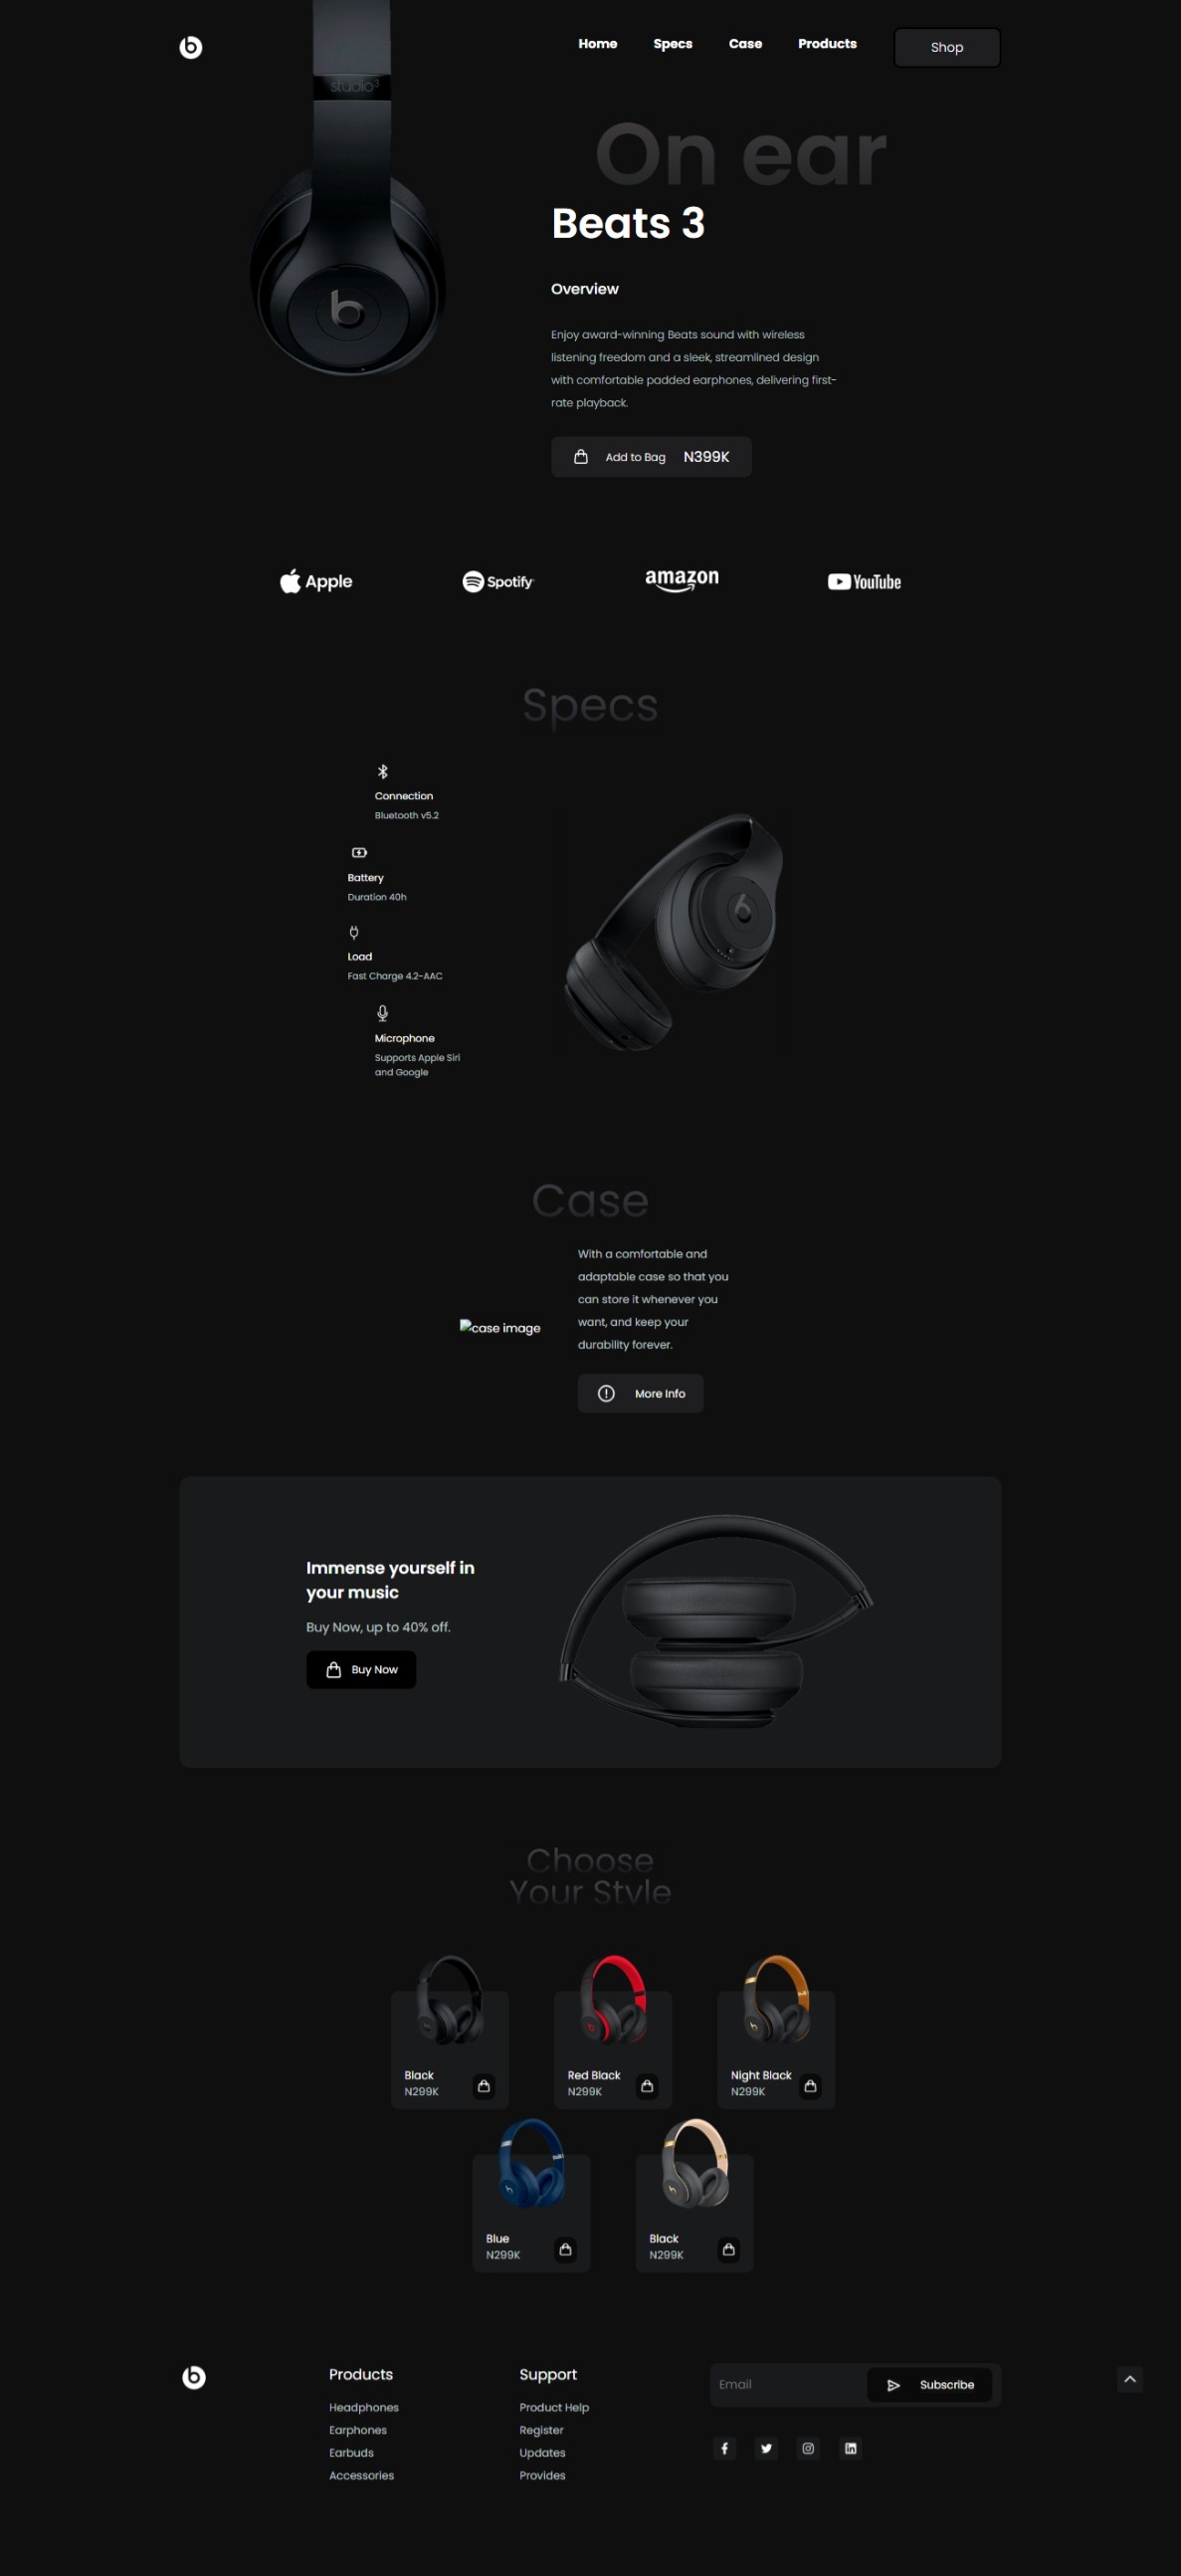 Home
Specs
Case
Products
Shop
studio3
On ear
Beats 3
Overview
Enjoy award-winning Beats sound with wireless
listening freedom and a sleek, streamlined design
with comfortable padded earphones, delivering first-
rate playback.
Add to Bag N399K
Apple
Spotify
amazon
YouTube
Specs
Connection
Bluetooth v5.2
Battery
Duration 40h
Load
Fast Charge 4.2-AAC
Microphone
Supports Apple Siri
and Google
Case
With a comfortable and
adaptable case so that you
can store it whenever you
want, and keep your
durability forever.
case image
More Info
Immense yourself in
your music
Buy Now, up to 40% off.
Buy Now
Choose
Your Style
Black
N299K
Red Black
N299K
Night Black
N299K
Blue
N299K
Black
N299K
Products
Headphones
Earphones
Earbuds
Accessories
Support
Product Help
Register
Updates
Provides
Email
Subscribe